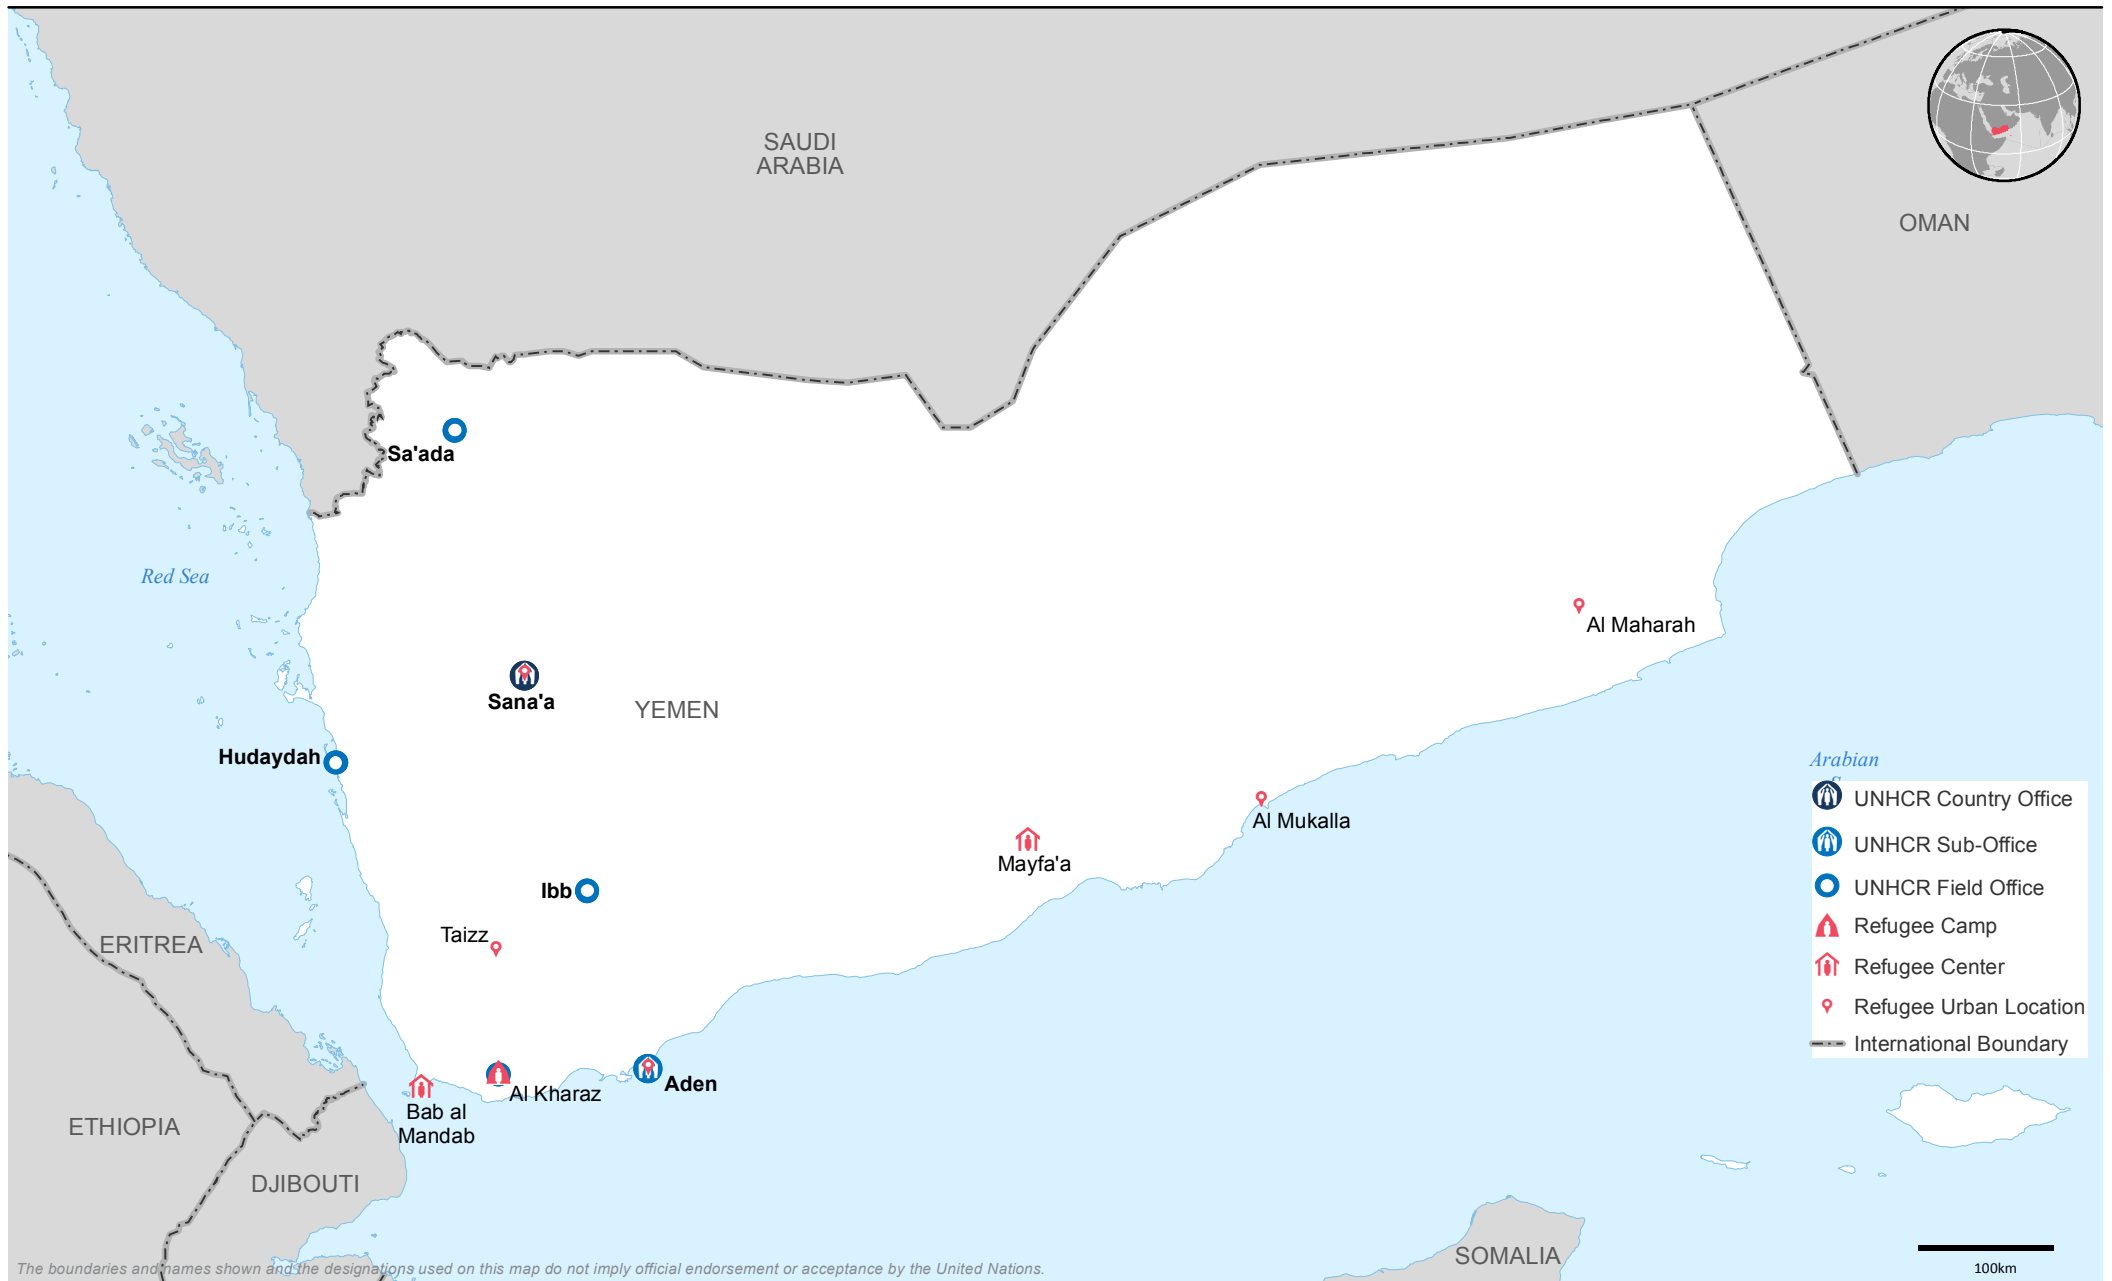 SAUDI
ARABIA
OMAN
Sa'ada
Red Sea
Al Maharah
Sana'a
YEMEN
Hudaydah
Arabian
UNHCR Country Office
Al Mukalla
UNHCR Sub-Office
Mayfa'a
UNHCR Field Office
Ibb
Refugee Camp
Taizz
ERITREA
Refugee Center
Refugee Urban Location
International Boundary
Aden
Al Kharaz
Bab al
Mandab
ETHIOPIA
DJIBOUTI
SOMALIA
The boundaries and names shown and the designations used on this map do not imply official endorsement or acceptance by the United Nations.
100km